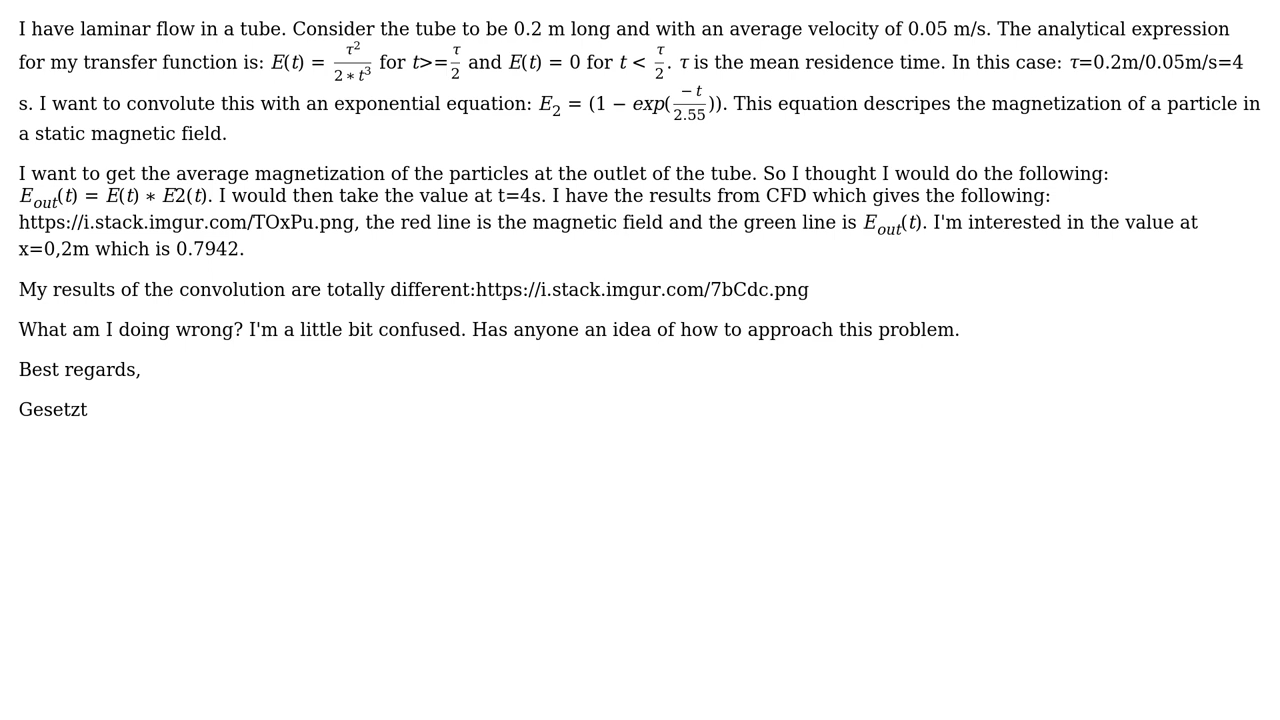 I have laminar flow in a tube. Consider the tube to be 0.2 m long and with an average velocity of 0.05 m/s. The analytical expression
for my transfer function is: E(t) = τ²/(2 ∗ t³) for t>=τ/2 and E(t) = 0 for t < τ/2. τ is the mean residence time. In this case: τ=0.2m/0.05m/s=4
s. I want to convolute this with an exponential equation: E₂ = (1 − exp(−t/2.55)). This equation descripes the magnetization of a particle in
a static magnetic field.
I want to get the average magnetization of the particles at the outlet of the tube. So I thought I would do the following:
E_out(t) = E(t) ∗ E2(t). I would then take the value at t=4s. I have the results from CFD which gives the following:
https://i.stack.imgur.com/TOxPu.png, the red line is the magnetic field and the green line is E_out(t). I'm interested in the value at
x=0,2m which is 0.7942.
My results of the convolution are totally different:https://i.stack.imgur.com/7bCdc.png
What am I doing wrong? I'm a little bit confused. Has anyone an idea of how to approach this problem.
Best regards,
Gesetzt